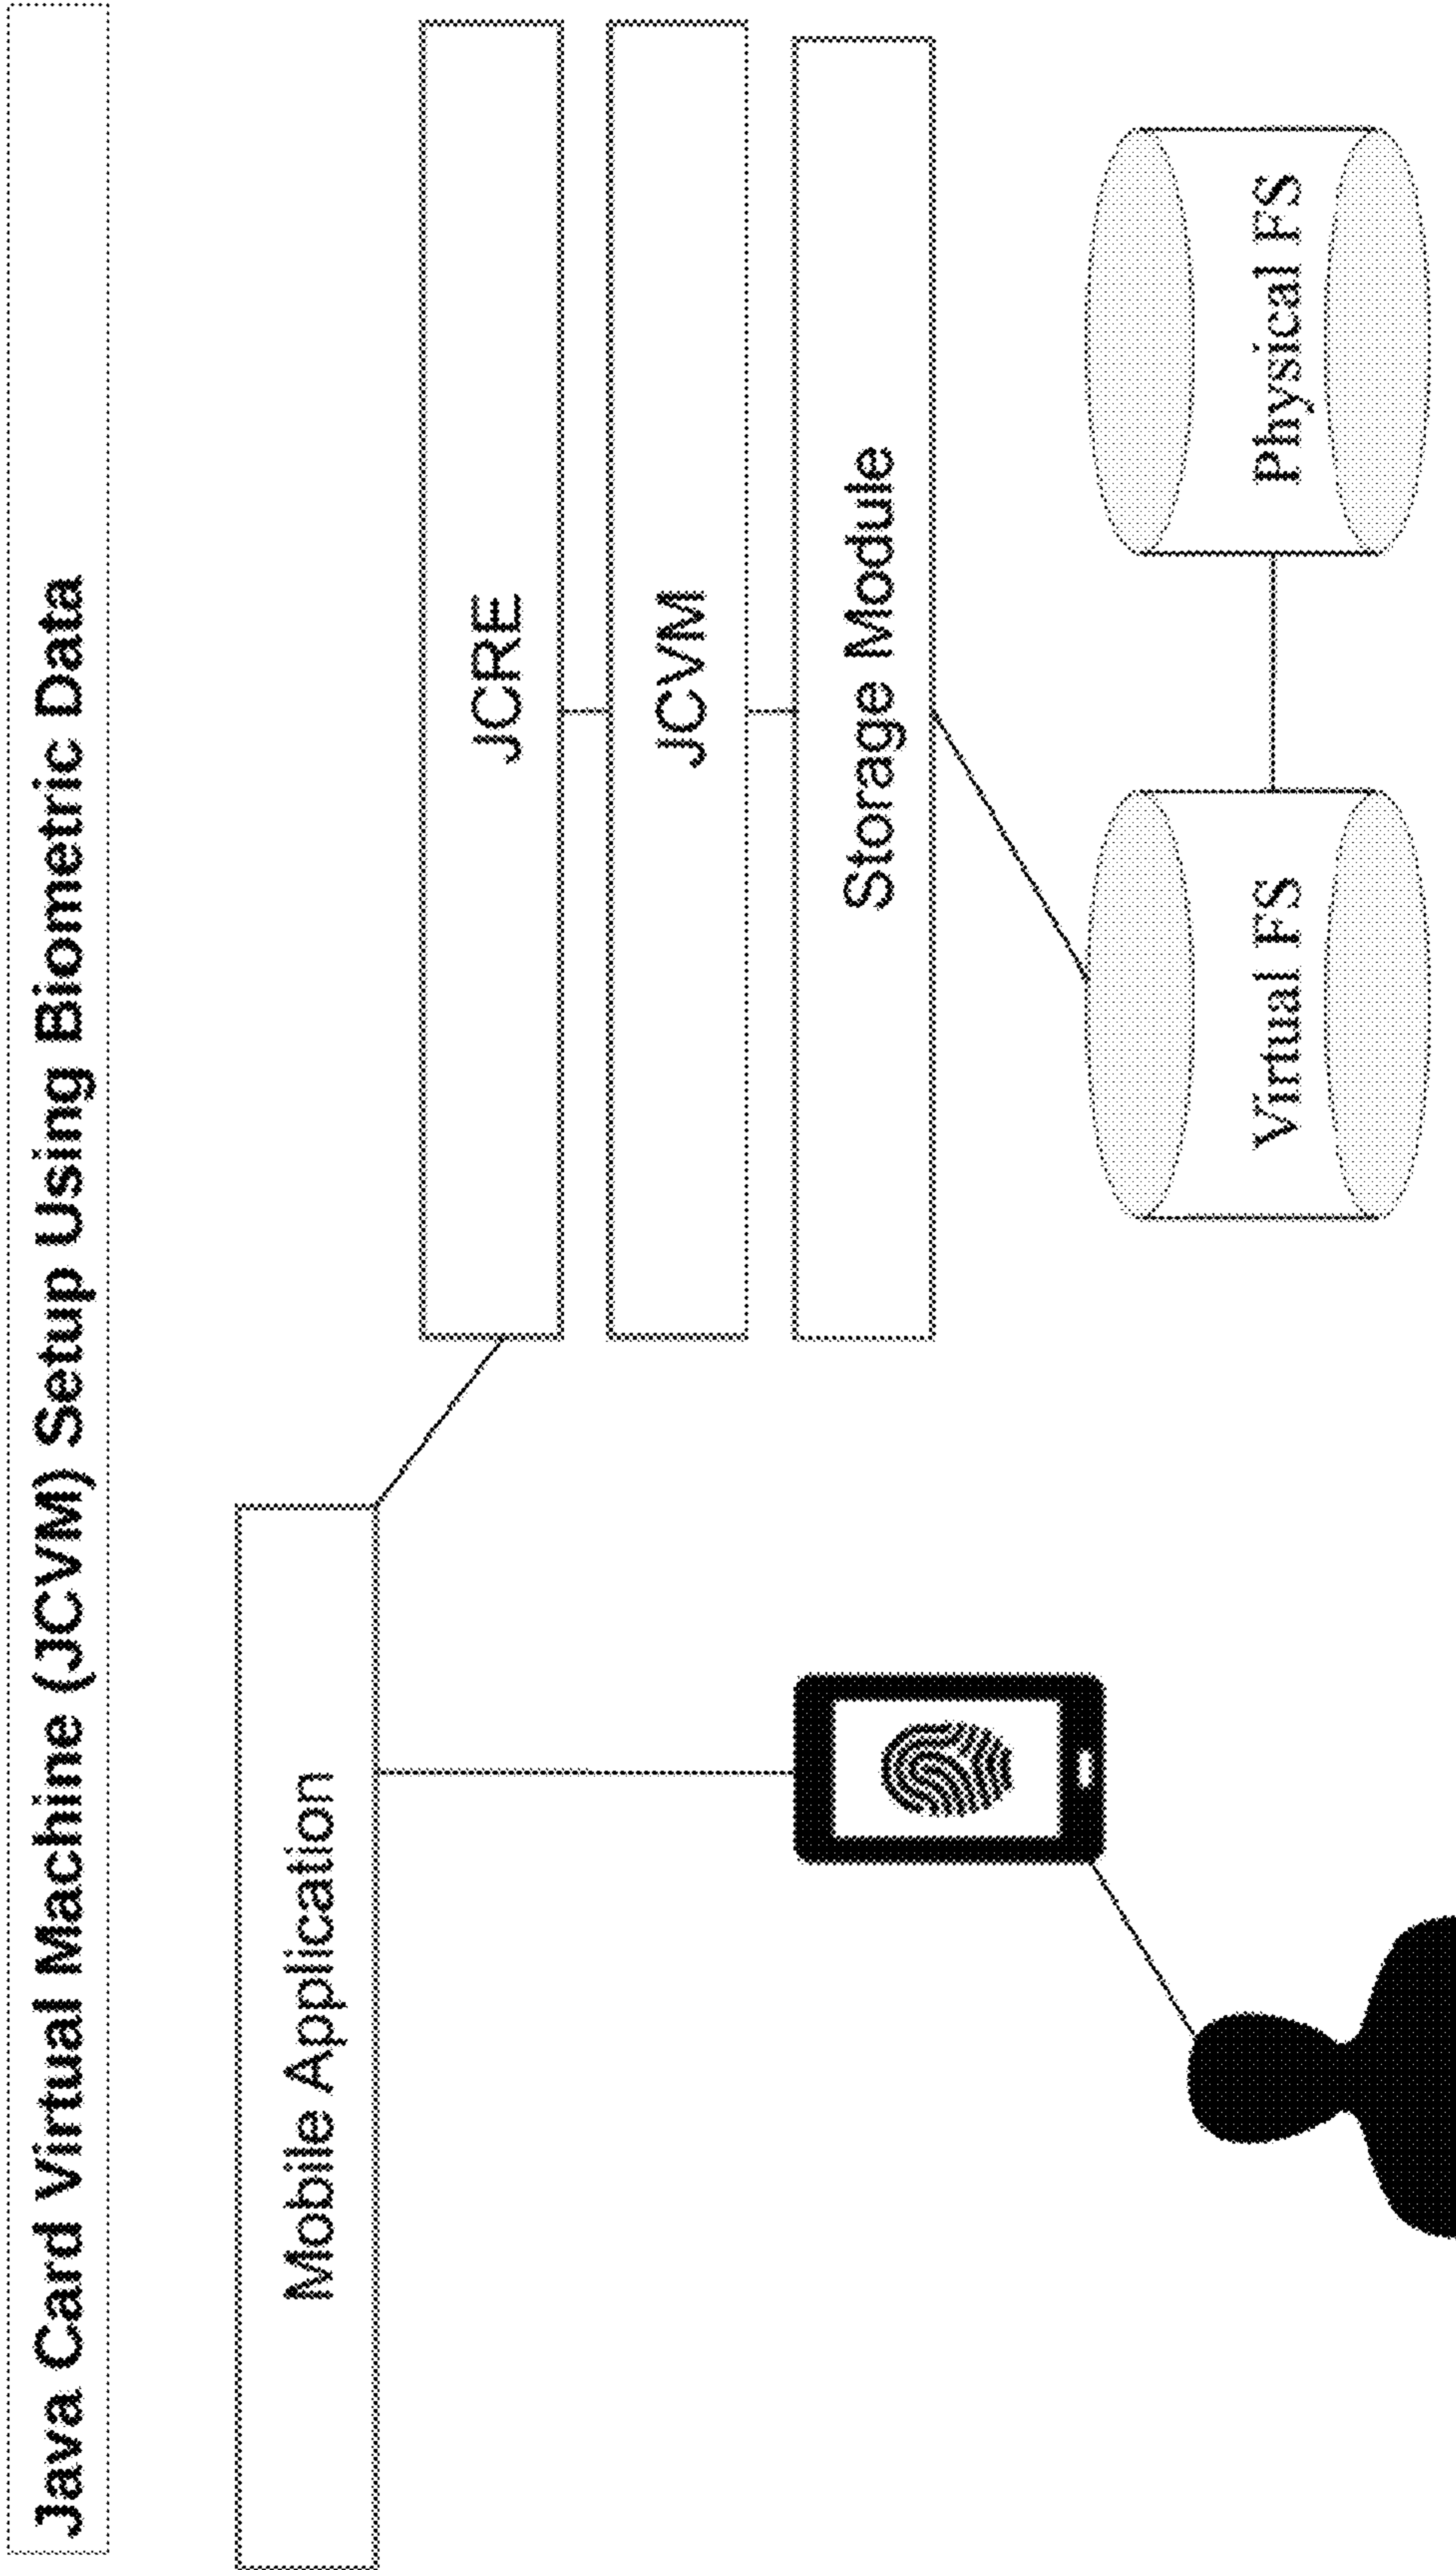 Java Card Virtual Machine (JCVM) Setup Using Biometric Data
Mobile Application
JCRE
JCVM
Storage Module
Virtual FS
Physical FS